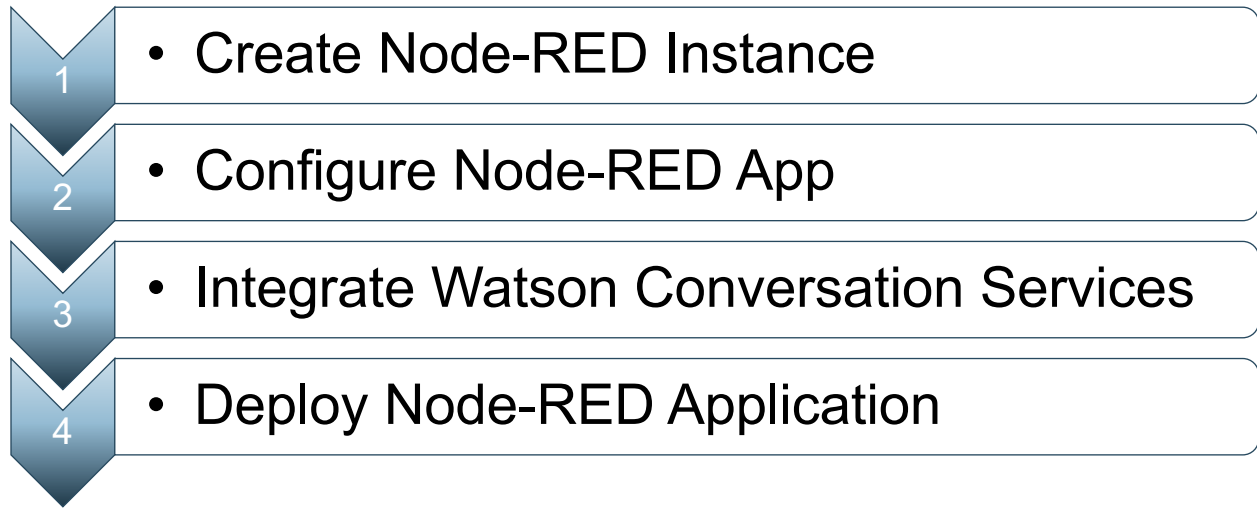 1
• Create Node-RED Instance
2
• Configure Node-RED App
3
• Integrate Watson Conversation Services
4
• Deploy Node-RED Application